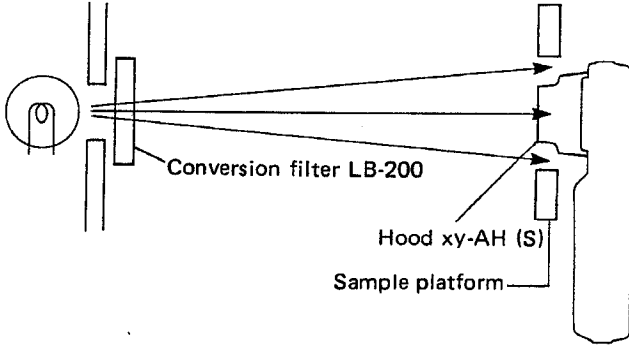 Conversion filter LB-200
Hood xy-AH (S)
Sample platform